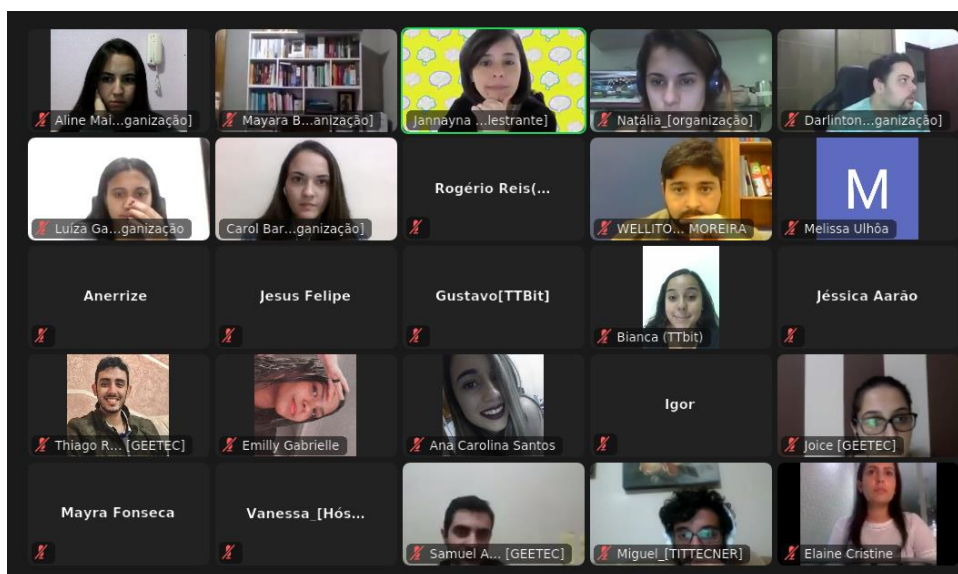 Aline Mai...ganização]
Mayara B...anização]
Jannayna ...lestrante]
Natália_[organização]
Darlinton...ganização]
Luíza Ga...ganização
Carol Bar...ganização]
Rogério Reis(...
WELLITO... MOREIRA
M
Melissa Ulhôa
Anerrize
Jesus Felipe
Gustavo[TTBit]
Bianca (TTbit)
Jéssica Aarão
Thiago R... [GEETEC]
Emilly Gabrielle
Ana Carolina Santos
Igor
Joice [GEETEC]
Mayra Fonseca
Vanessa_[Hós...
Samuel A... [GEETEC]
Miguel_[TITTECNER]
Elaine Cristine